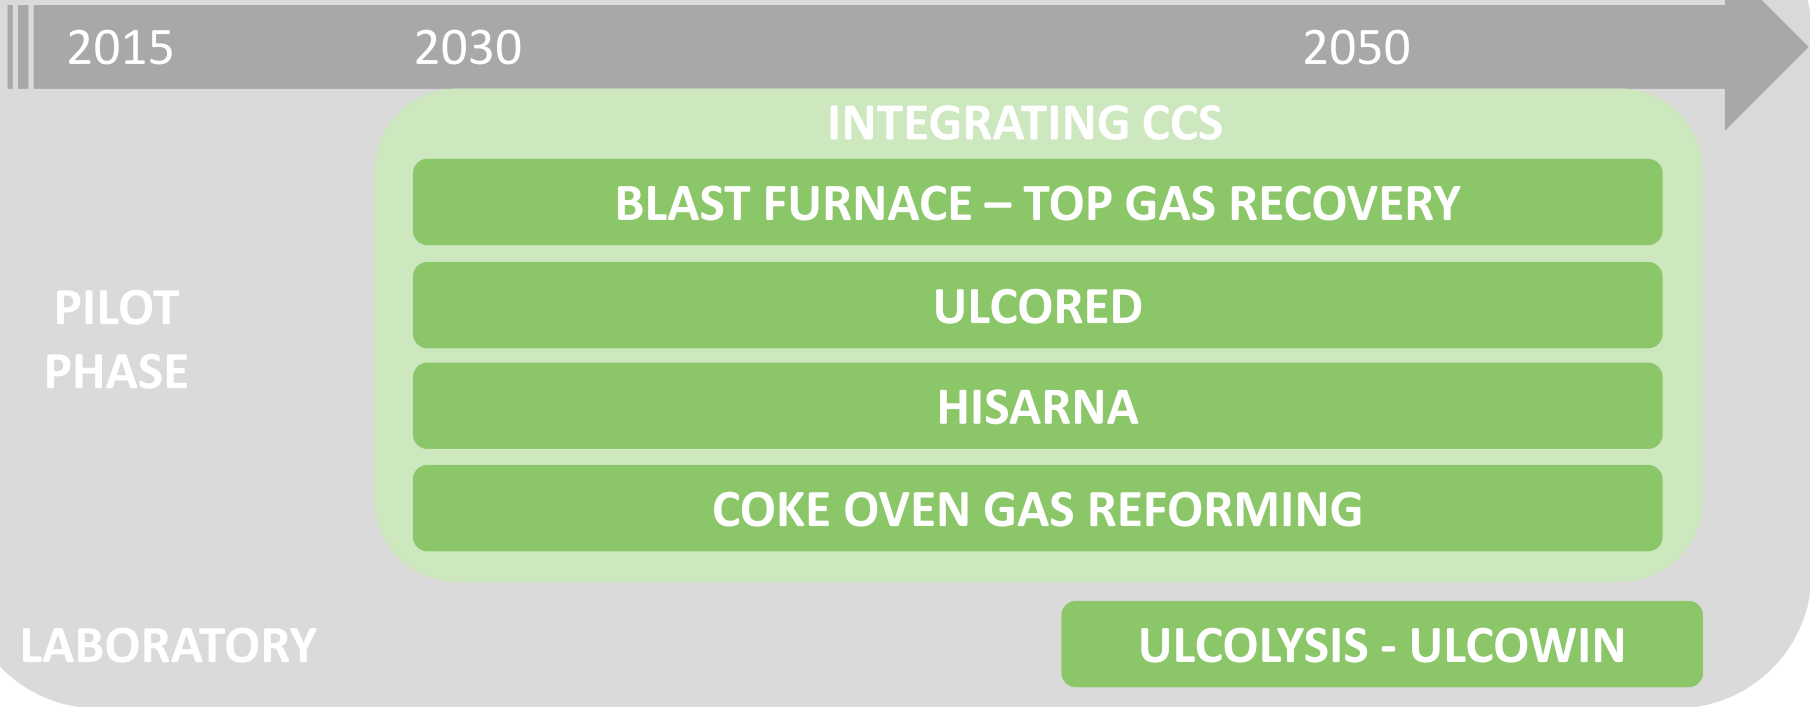 2015 2030 2050
INTEGRATING CCS
BLAST FURNACE – TOP GAS RECOVERY
PILOT
PHASE
ULCORED
HISARNA
COKE OVEN GAS REFORMING
LABORATORY
ULCOLYSIS - ULCOWIN